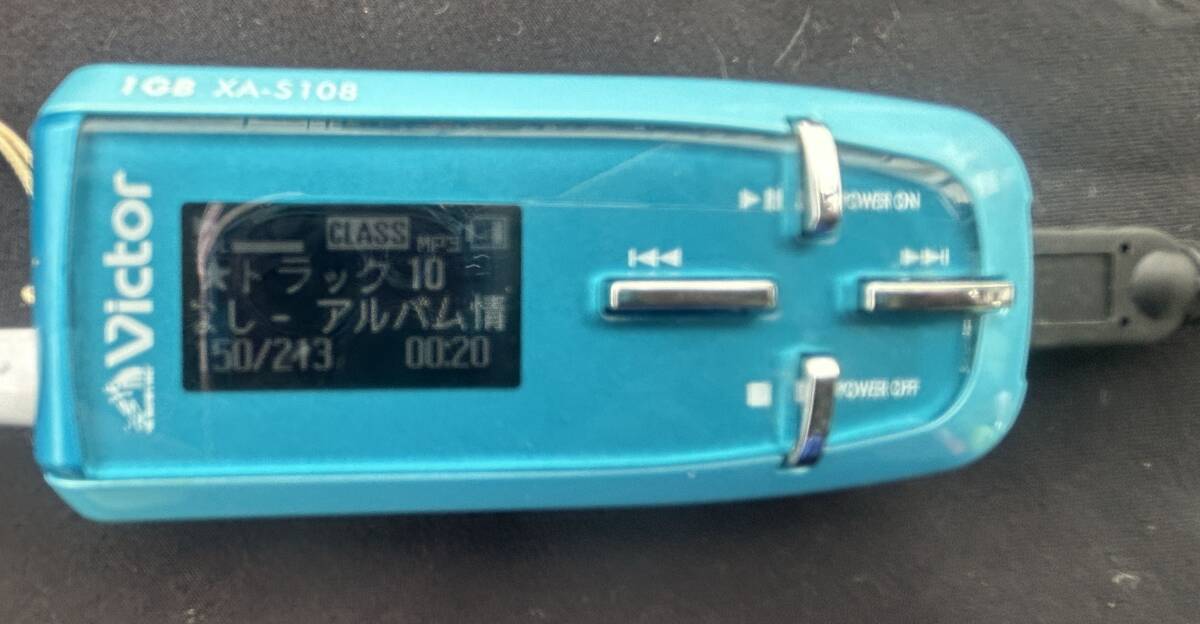 1GB XA-S108
Victor
CLASS MP3
★トラック 10
なし - アルバム情
150/213 00:20
POWER ON
POWER OFF